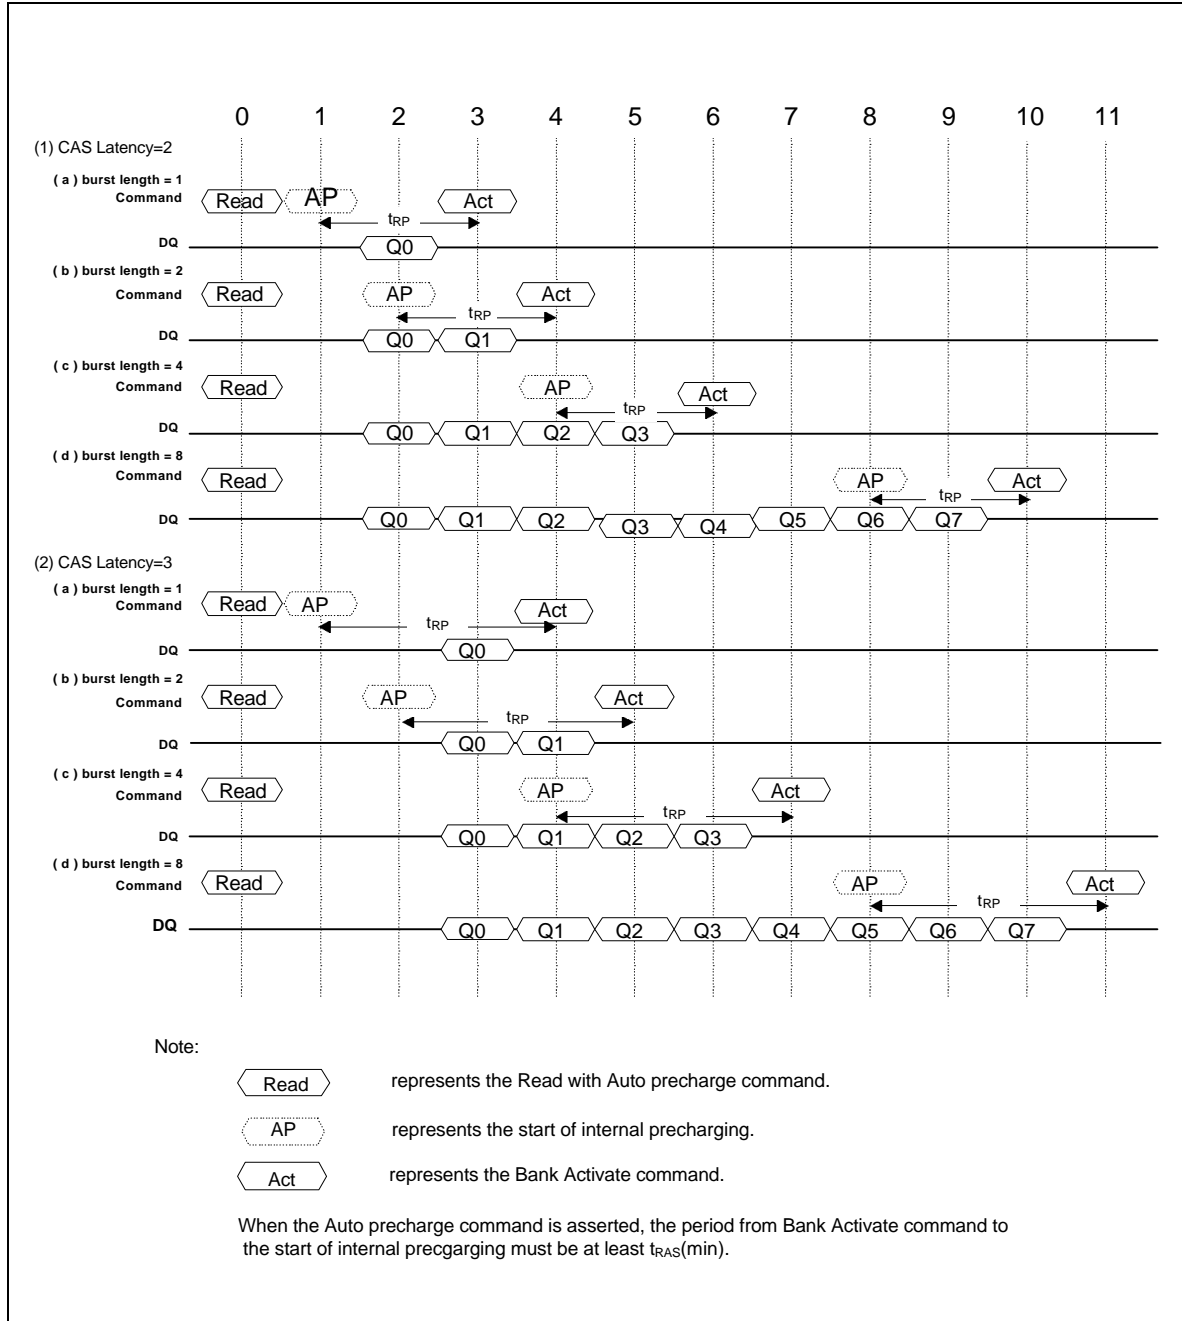 0 1 2 3 4 5 6 7 8 9 10 11
(1) CAS Latency=2
( a ) burst length = 1
Command Read AP Act
tRP
DQ Q0
( b ) burst length = 2
Command Read AP Act
tRP
DQ Q0 Q1
( c ) burst length = 4
Command Read AP Act
tRP
DQ Q0 Q1 Q2 Q3
( d ) burst length = 8
Command Read AP Act
tRP
DQ Q0 Q1 Q2 Q3 Q4 Q5 Q6 Q7
(2) CAS Latency=3
( a ) burst length = 1
Command Read AP Act
tRP
DQ Q0
( b ) burst length = 2
Command Read AP Act
tRP
DQ Q0 Q1
( c ) burst length = 4
Command Read AP Act
tRP
DQ Q0 Q1 Q2 Q3
( d ) burst length = 8
Command Read AP Act
tRP
DQ Q0 Q1 Q2 Q3 Q4 Q5 Q6 Q7
Note:
Read represents the Read with Auto precharge command.
AP represents the start of internal precharging.
Act represents the Bank Activate command.
When the Auto precharge command is asserted, the period from Bank Activate command to
the start of internal precgarging must be at least tRAS(min).